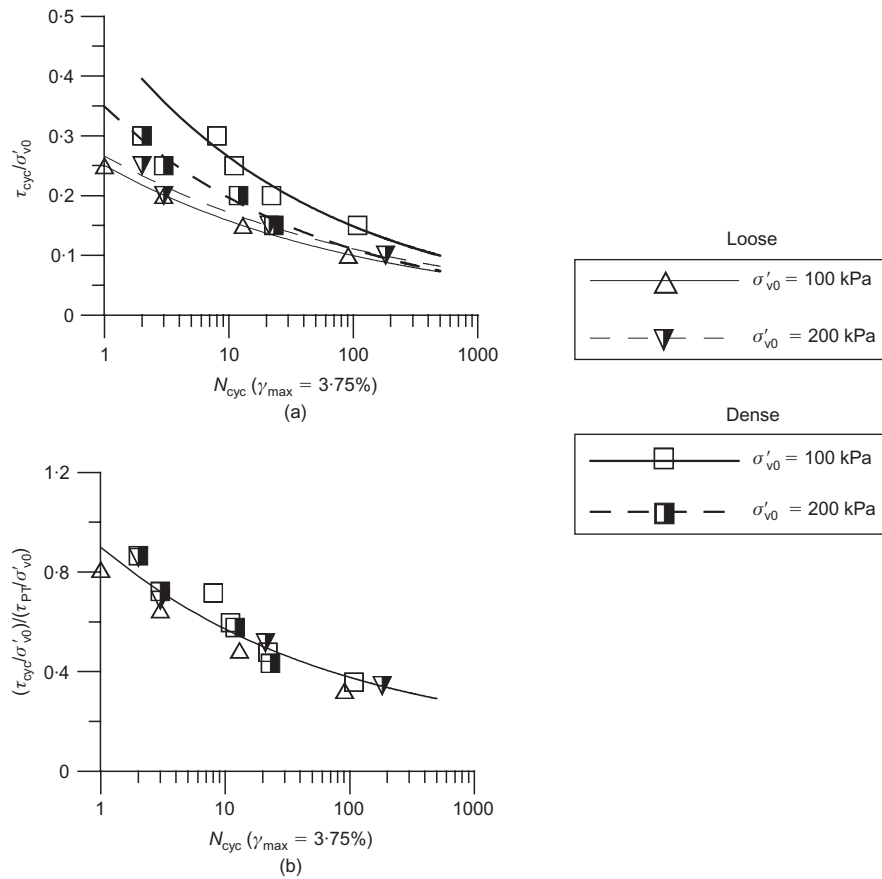 0·5
0·4
0·3
0·2
0·1
0
τcyc/σ′v0
1 10 100 1000
Ncyc (γmax = 3·75%)
(a)
Loose
σ′v0 = 100 kPa
σ′v0 = 200 kPa
Dense
σ′v0 = 100 kPa
σ′v0 = 200 kPa
1·2
0·8
0·4
0
(τcyc/σ′v0)/(τPT/σ′v0)
1 10 100 1000
Ncyc (γmax = 3·75%)
(b)